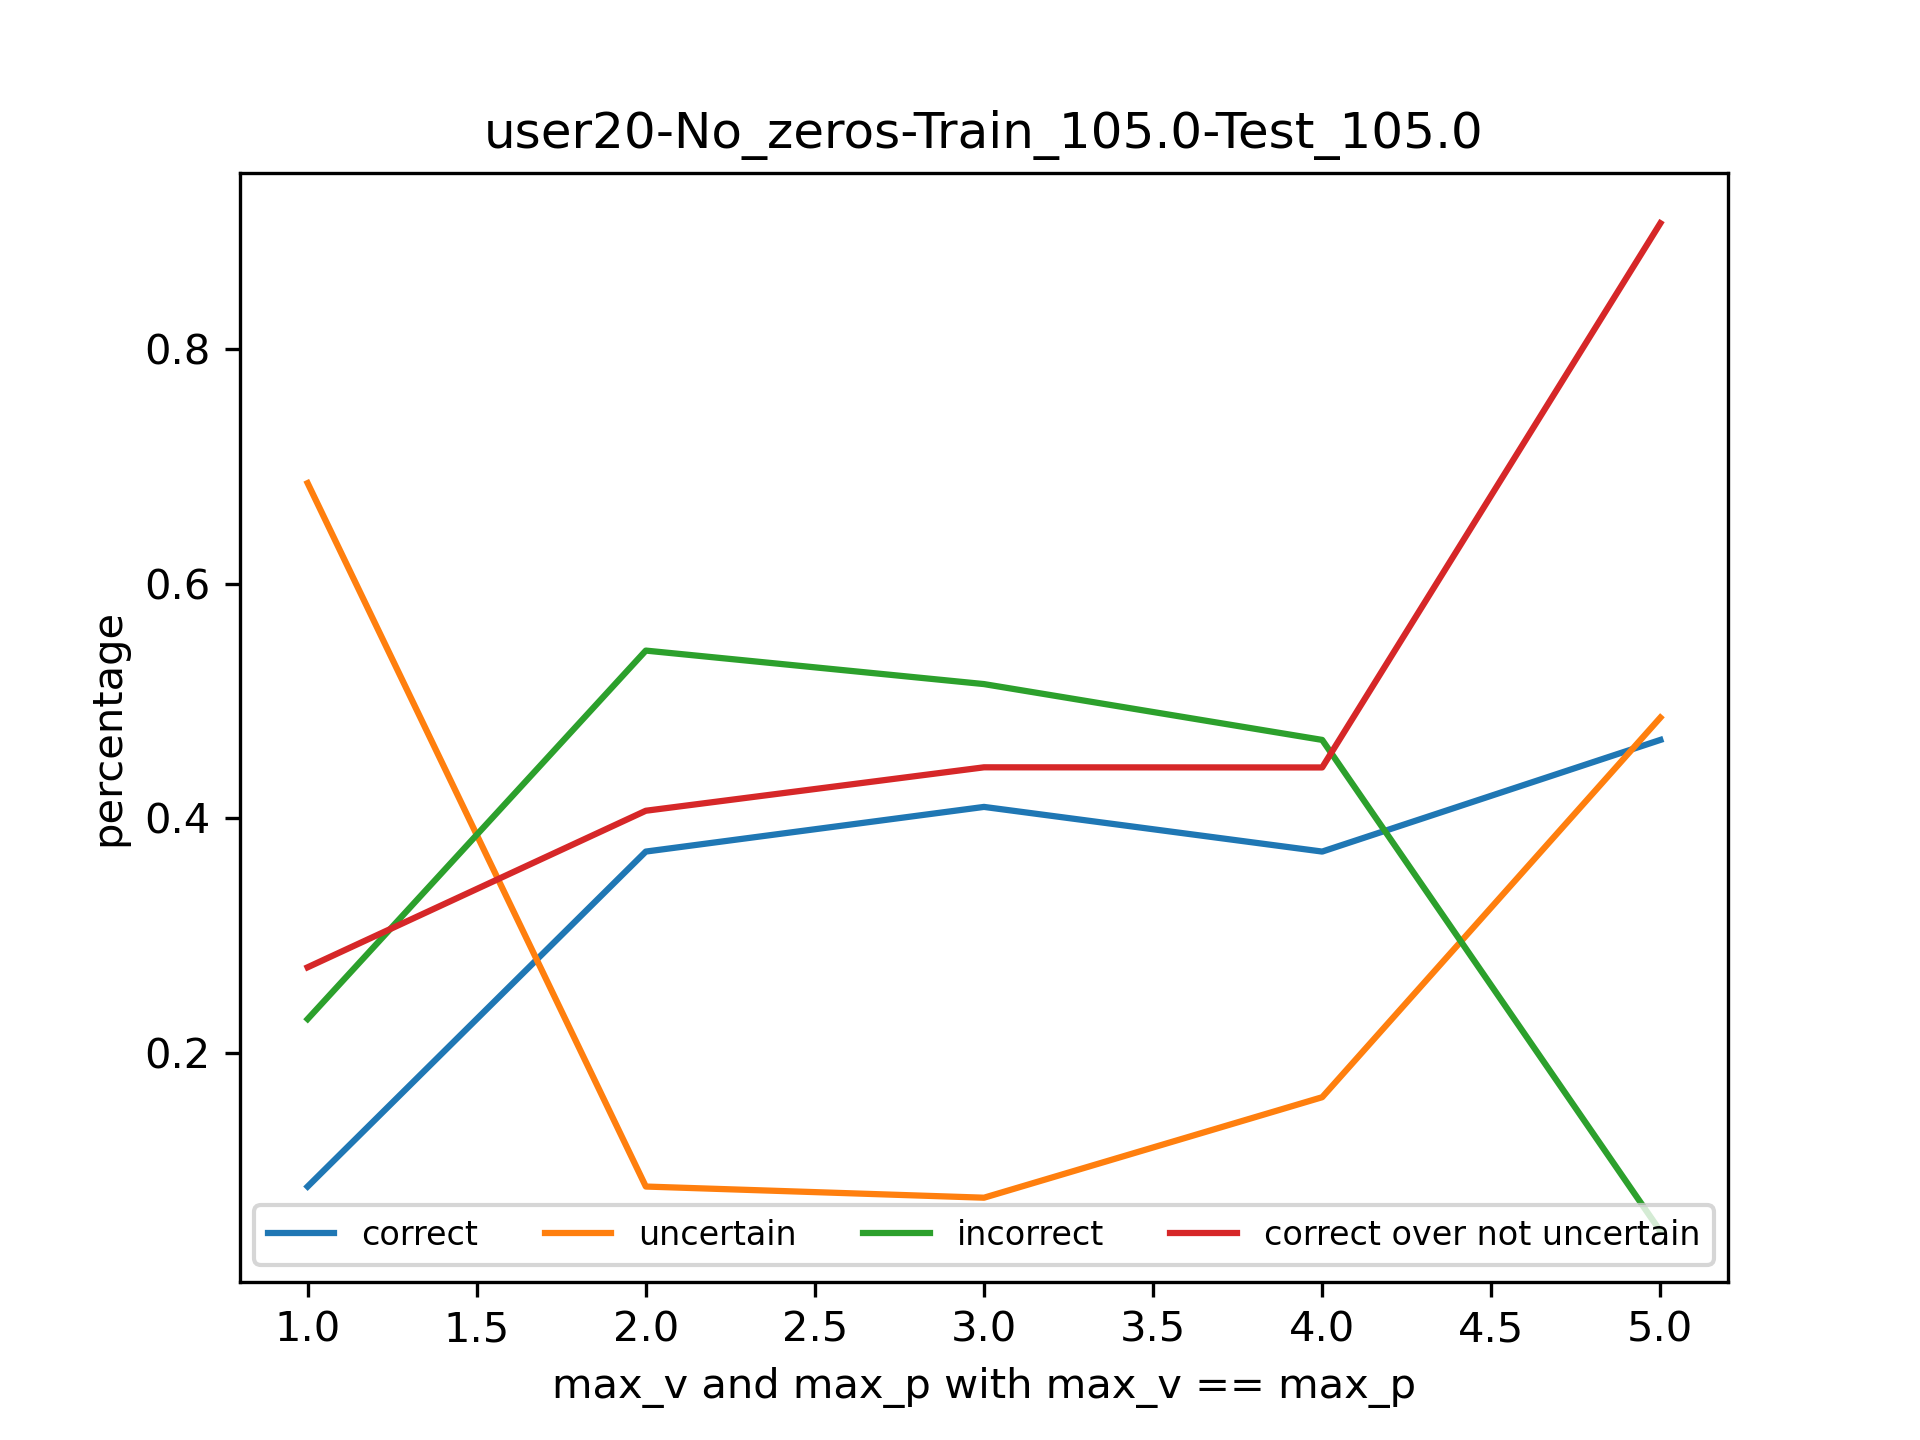 user20-No_zeros-Train_105.0-Test_105.0
percentage
0.8
0.6
0.4
0.2
correct uncertain incorrect correct over not uncertain
1.0 1.5 2.0 2.5 3.0 3.5 4.0 4.5 5.0
max_v and max_p with max_v == max_p